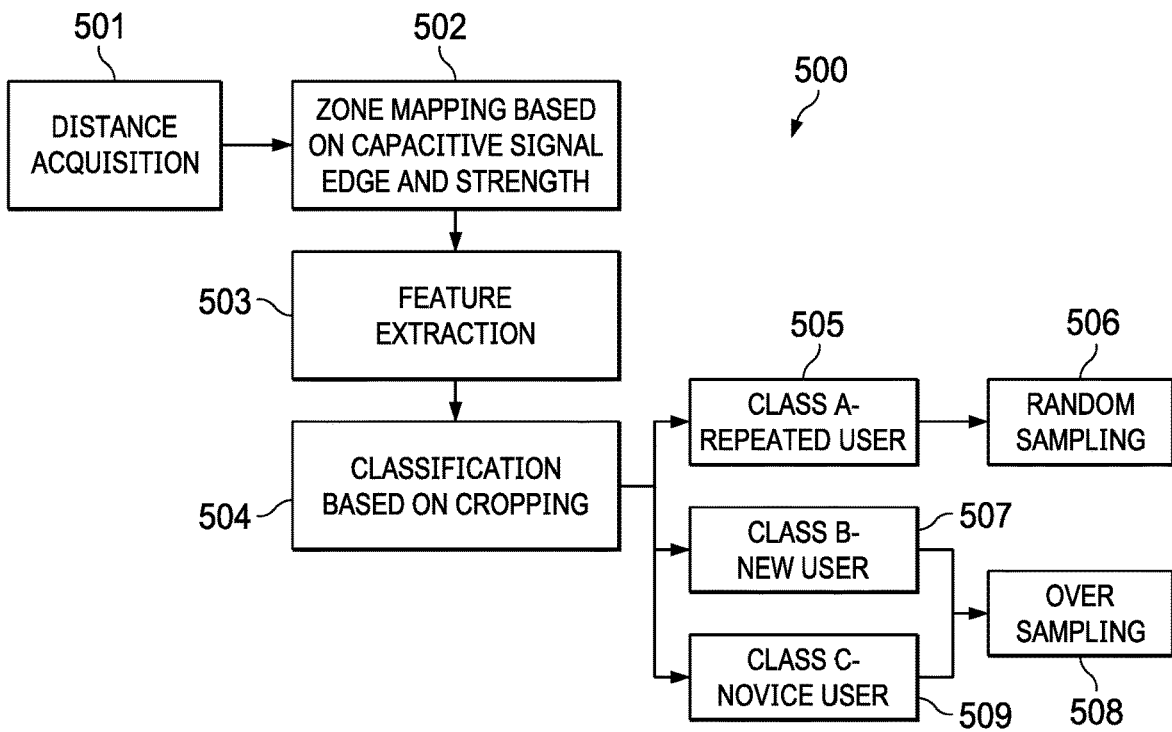 501
502
500
DISTANCE
ACQUISITION
ZONE MAPPING BASED
ON CAPACITIVE SIGNAL
EDGE AND STRENGTH
503
FEATURE
EXTRACTION
504
CLASSIFICATION
BASED ON CROPPING
505
506
CLASS A-
REPEATED USER
RANDOM
SAMPLING
507
CLASS B-
NEW USER
OVER
SAMPLING
508
CLASS C-
NOVICE USER
509